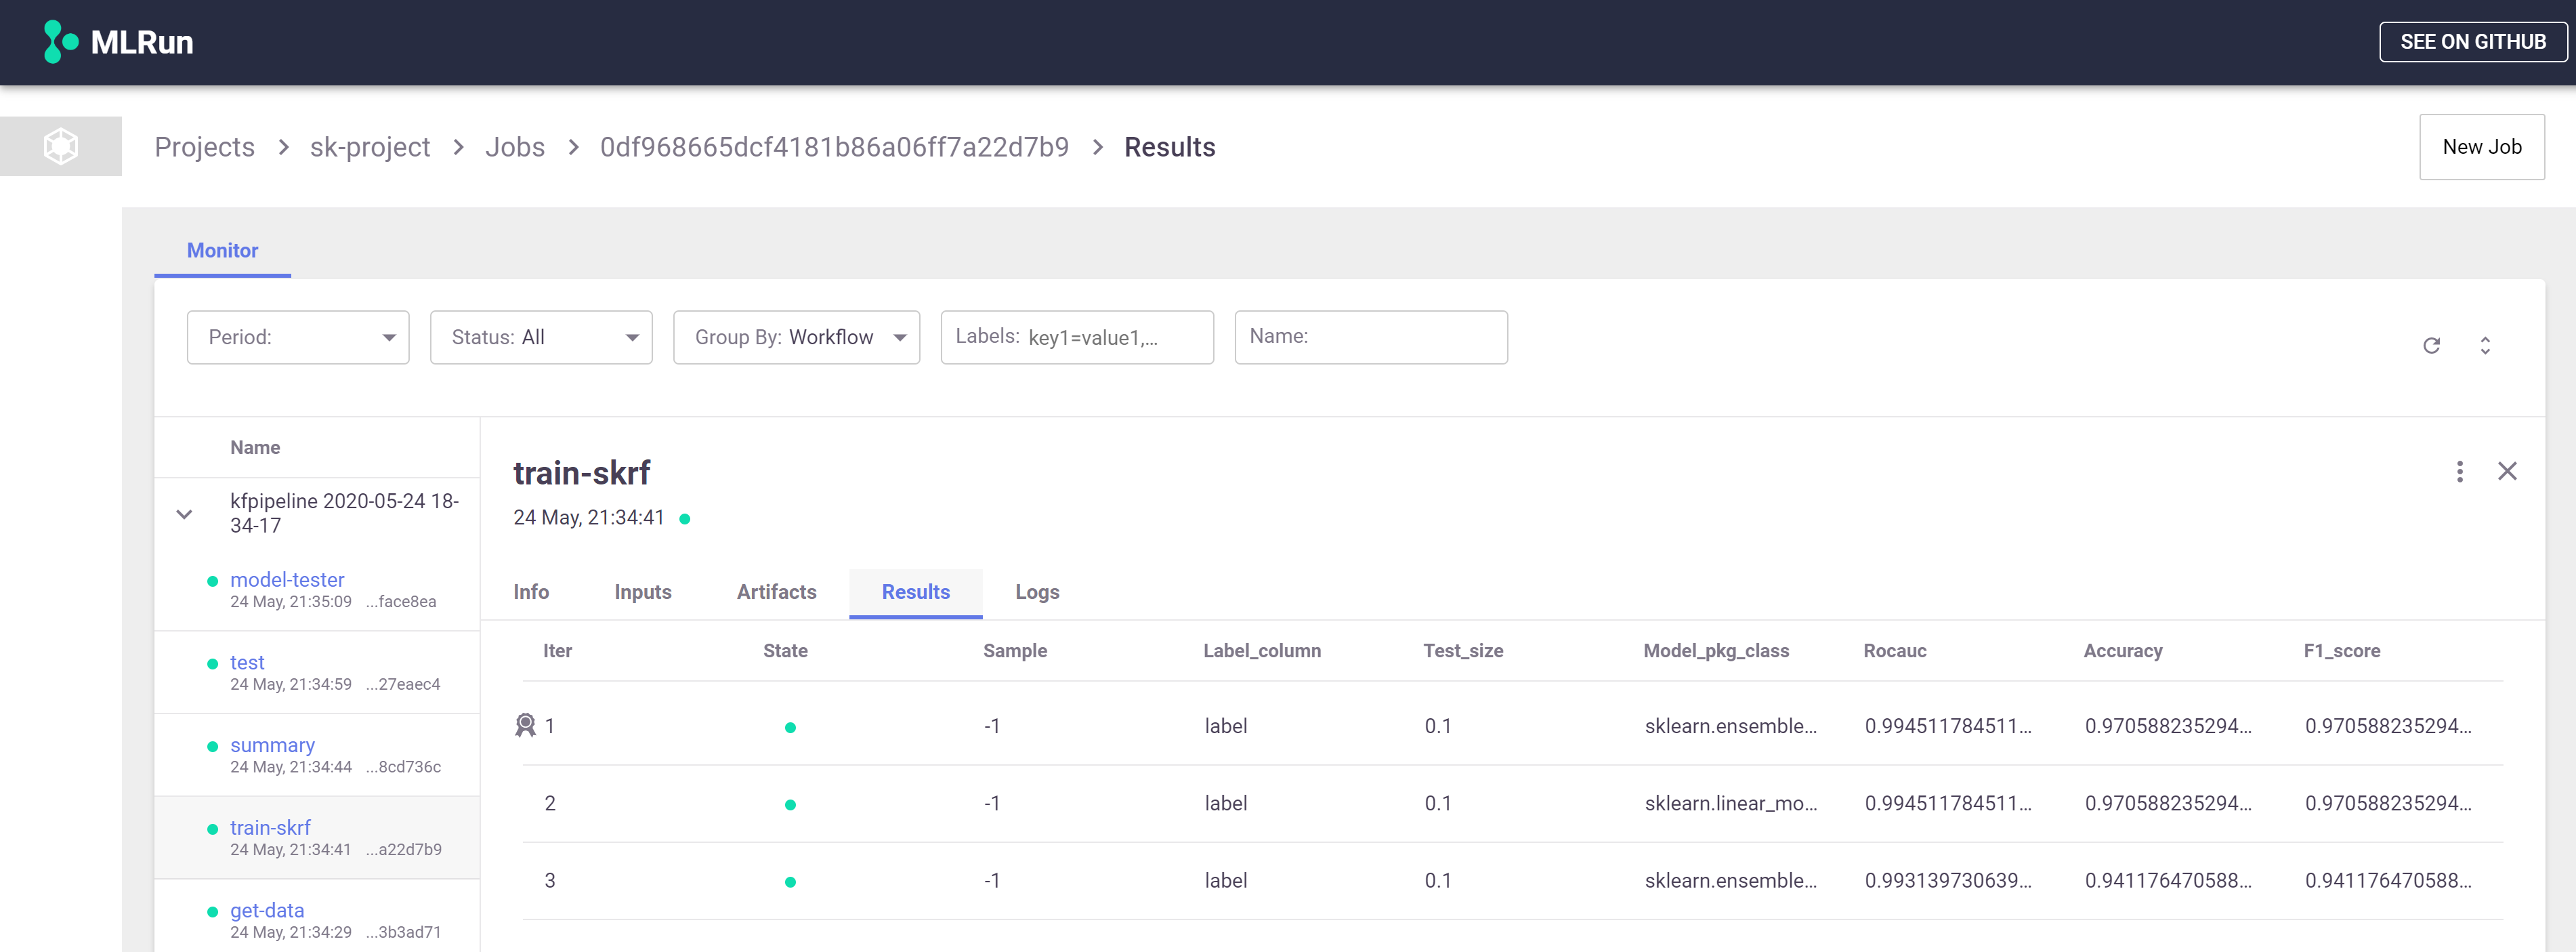 MLRun
SEE ON GITHUB
Projects > sk-project > Jobs > 0df968665dcf4181b86a06ff7a22d7b9 > Results
New Job
Monitor
Period:
Status: All
Group By: Workflow
Labels: key1=value1,...
Name:
Name
kfpipeline 2020-05-24 18-
34-17
model-tester
24 May, 21:35:09 ...face8ea
test
24 May, 21:34:59 ...27eaec4
summary
24 May, 21:34:44 ...8cd736c
train-skrf
24 May, 21:34:41 ...a22d7b9
get-data
24 May, 21:34:29 ...3b3ad71
train-skrf
24 May, 21:34:41
Info Inputs Artifacts Results Logs
Iter State Sample Label_column Test_size Model_pkg_class Rocauc Accuracy F1_score
1 -1 label 0.1 sklearn.ensemble... 0.994511784511... 0.970588235294... 0.970588235294...
2 -1 label 0.1 sklearn.linear_mo... 0.994511784511... 0.970588235294... 0.970588235294...
3 -1 label 0.1 sklearn.ensemble... 0.993139730639... 0.941176470588... 0.941176470588...